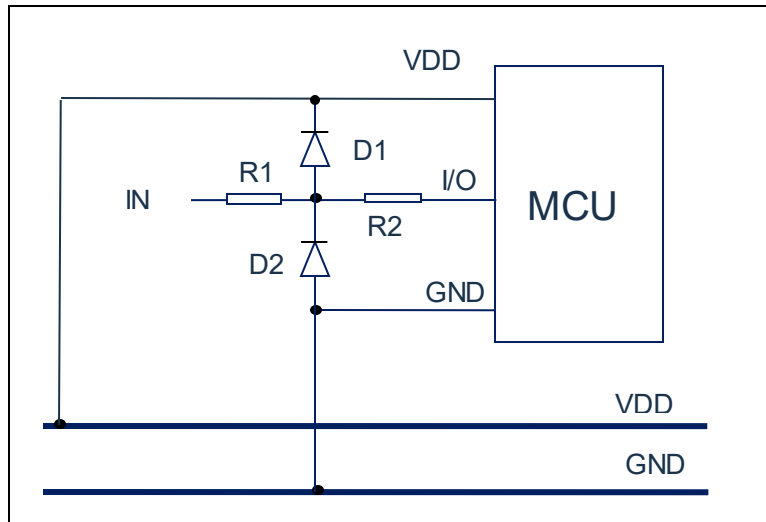 VDD
D1
R1
I/O
IN
MCU
R2
D2
GND
VDD
GND